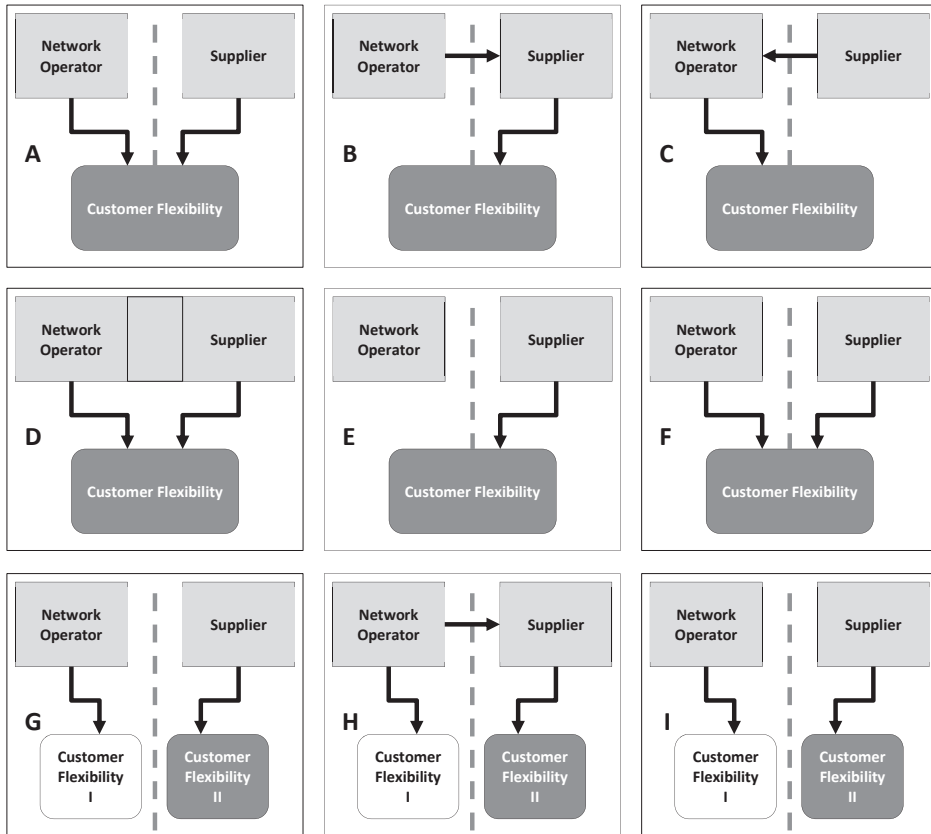 Network
Operator
Supplier
A
Customer Flexibility
Network
Operator
Supplier
B
Customer Flexibility
Network
Operator
Supplier
C
Customer Flexibility
Network
Operator
Supplier
D
Customer Flexibility
Network
Operator
Supplier
E
Customer Flexibility
Network
Operator
Supplier
F
Customer Flexibility
Network
Operator
Supplier
G
Customer
Flexibility
I
Customer
Flexibility
II
Network
Operator
Supplier
H
Customer
Flexibility
I
Customer
Flexibility
II
Network
Operator
Supplier
I
Customer
Flexibility
I
Customer
Flexibility
II